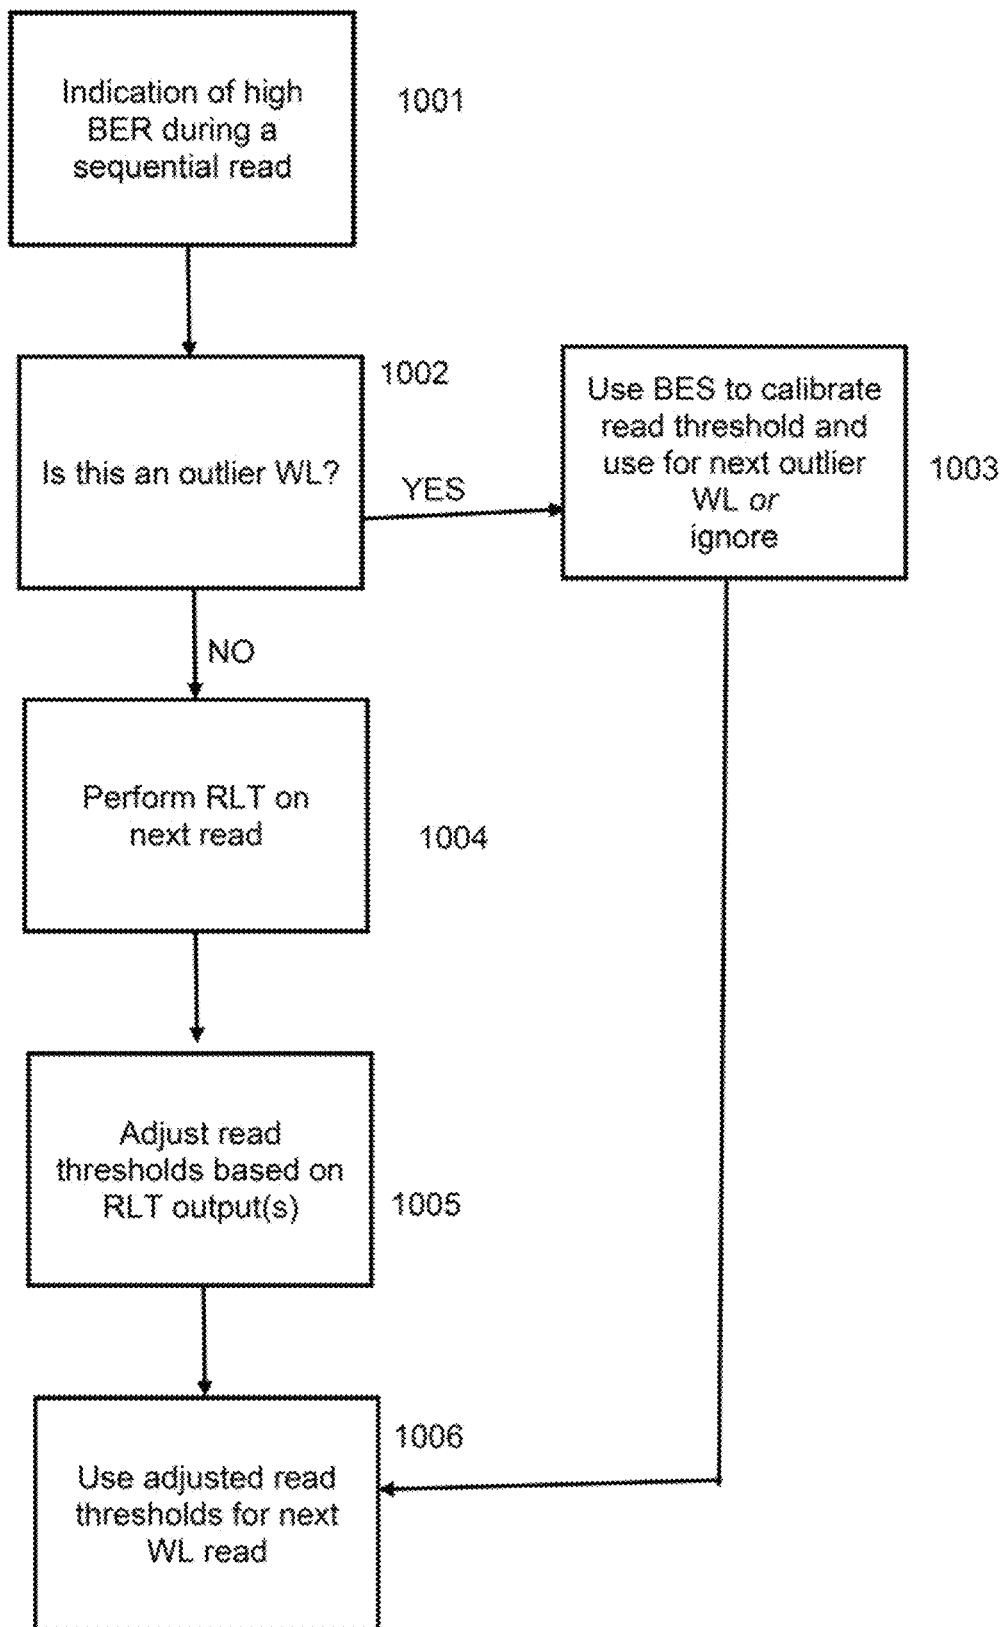 Indication of high
BER during a
sequential read
1001
Is this an outlier WL?
1002
YES
Use BES to calibrate
read threshold and
use for next outlier
WL or
ignore
1003
NO
Perform RLT on
next read
1004
Adjust read
thresholds based on
RLT output(s)
1005
Use adjusted read
thresholds for next
WL read
1006